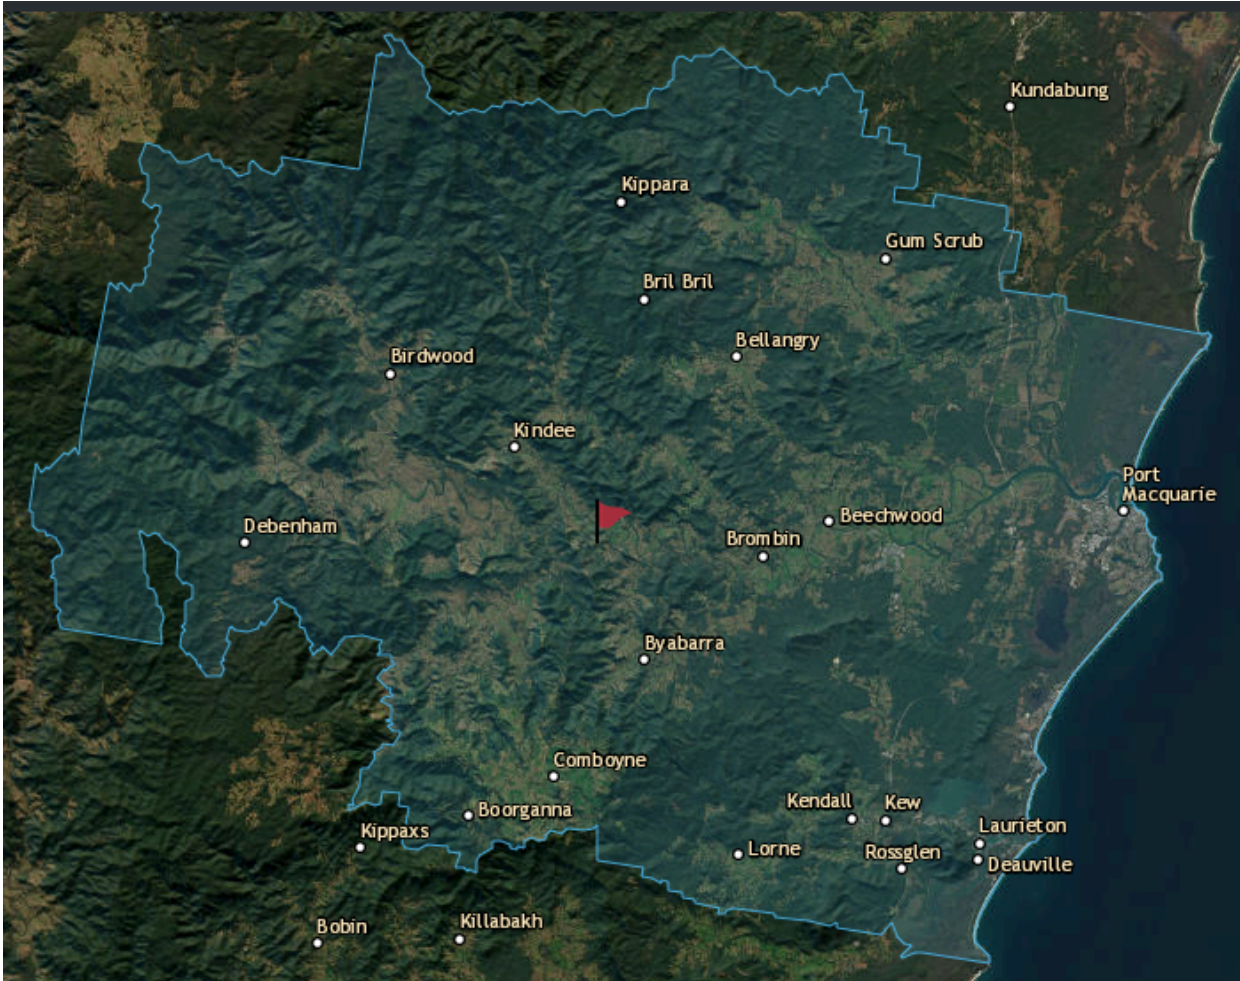 Kundabung
Kippara
Gum Scrub
Bril Bril
Bellangry
Birdwood
Kindee
Port
Macquarie
Debenham
Beechwood
Brombin
Byabarra
Comboyne
Boorganna
Kendall
Kew
Kippaxs
Laurieton
Lorne
Rossglen
Deauville
Bobin
Killabakh